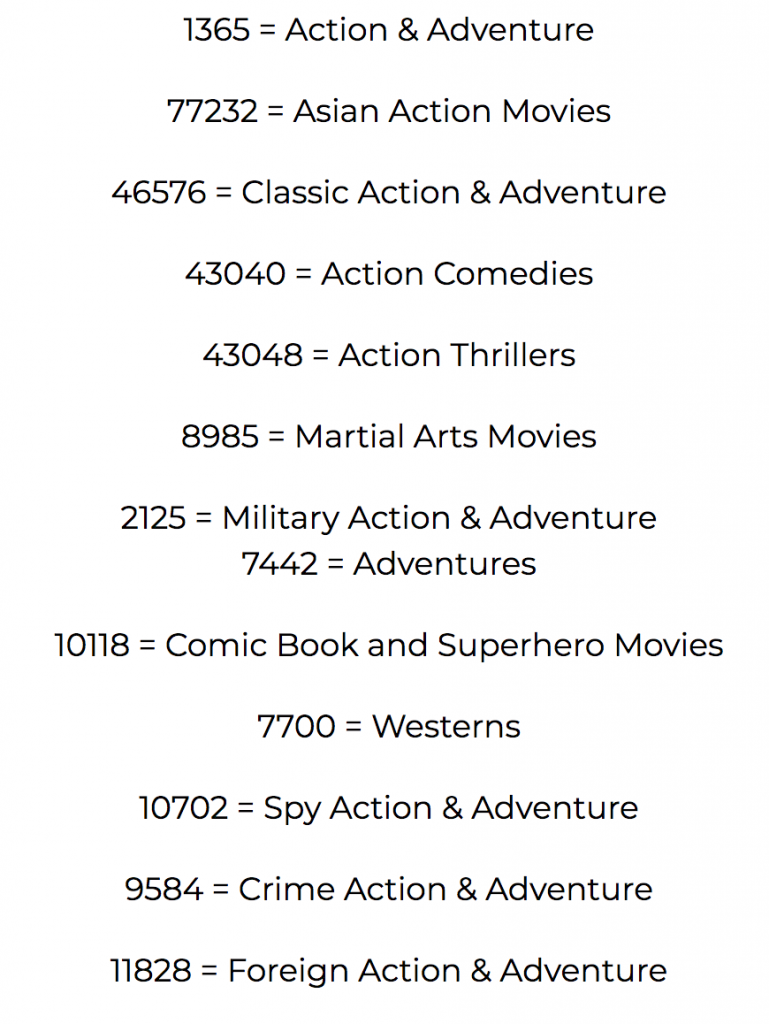 1365 = Action & Adventure
77232 = Asian Action Movies
46576 = Classic Action & Adventure
43040 = Action Comedies
43048 = Action Thrillers
8985 = Martial Arts Movies
2125 = Military Action & Adventure
7442 = Adventures
10118 = Comic Book and Superhero Movies
7700 = Westerns
10702 = Spy Action & Adventure
9584 = Crime Action & Adventure
11828 = Foreign Action & Adventure